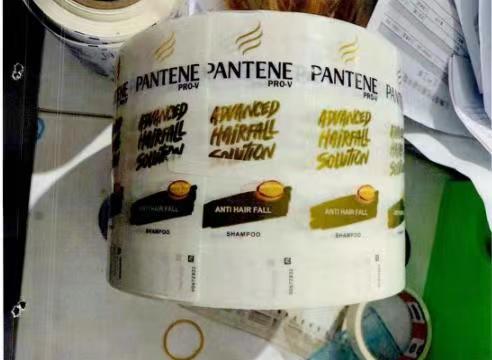 PANTENE
PRO-V
ADVANCED
HAIRFALL
SOLUTION
ANTI HAIR FALL
SHAMPOO
PANTENE
PRO-V
ADVANCED
HAIRFALL
SOLUTION
ANTI HAIR FALL
SHAMPOO
PANTENE
PRO-V
ADVANCED
HAIRFALL
SOLUTION
ANTI HAIR FALL
SHAMPOO